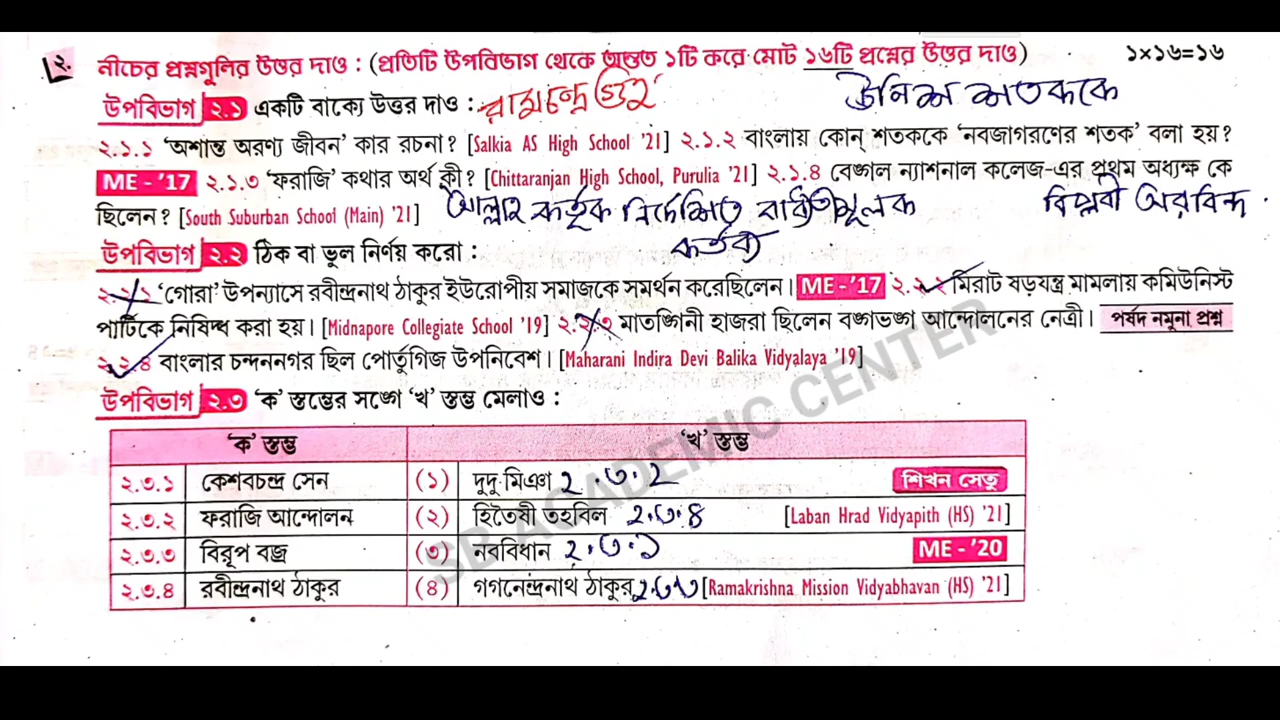 ২. নীচের প্রশ্নগুলির উত্তর দাও : (প্রতিটি উপবিভাগ থেকে অন্তত ১টি করে মোট ১৬টি প্রশ্নের উত্তর দাও) ১×১৬=১৬
উপবিভাগ ২.১ একটি বাক্যে উত্তর দাও : রামচন্দ্র গুহ ঊনিশ শতককে
২.১.১ ‘অশান্ত অরণ্য জীবন’ কার রচনা? [Salkia AS High School '21] ২.১.২ বাংলায় কোন্ শতককে ‘নবজাগরণের শতক’ বলা হয়?
ME - '17 ২.১.৩ ‘ফরাজি’ কথার অর্থ কী? [Chittaranjan High School, Purulia '21] ২.১.৪ বেঙ্গল ন্যাশনাল কলেজ-এর প্রথম অধ্যক্ষ কে
ছিলেন? [South Suburban School (Main) '21] আল্লাহ কর্তৃক নির্দেশিত বাধ্যতামূলক বিপ্লবী অরবিন্দ
কর্তব্য
উপবিভাগ ২.২ ঠিক বা ভুল নির্ণয় করো :
২.২.১ ‘গোরা’ উপন্যাসে রবীন্দ্রনাথ ঠাকুর ইউরোপীয় সমাজকে সমর্থন করেছিলেন। ME - '17 ২.২.২ মিরাট ষড়যন্ত্র মামলায় কমিউনিস্ট
পার্টিকে নিষিদ্ধ করা হয়। [Midnapore Collegiate School '19] ২.২.৩ মাতঙ্গিনী হাজরা ছিলেন বঙ্গভঙ্গ আন্দোলনের নেত্রী। পর্ষদ নমুনা প্রশ্ন
২.২.৪ বাংলার চন্দননগর ছিল পোর্তুগিজ উপনিবেশ। [Maharani Indira Devi Balika Vidyalaya '19]
উপবিভাগ ২.৩ ‘ক’ স্তম্ভের সঙ্গে ‘খ’ স্তম্ভ মেলাও :
‘ক’ স্তম্ভ ‘খ’ স্তম্ভ
২.৩.১ কেশবচন্দ্র সেন (১) দুদু মিঞা ২.৩.২ শিখন সেতু
২.৩.২ ফরাজি আন্দোলন (২) হিতৈষী তহবিল ২.৩.৪ [Laban Hrad Vidyapith (HS) '21]
২.৩.৩ বিরূপ বজ্র (৩) নববিধান ২.৩.১ ME - '20
২.৩.৪ রবীন্দ্রনাথ ঠাকুর (৪) গগনেন্দ্রনাথ ঠাকুর ২.৩.৩ [Ramakrishna Mission Vidyabhavan (HS) '21]
SB ACADEMIC CENTER